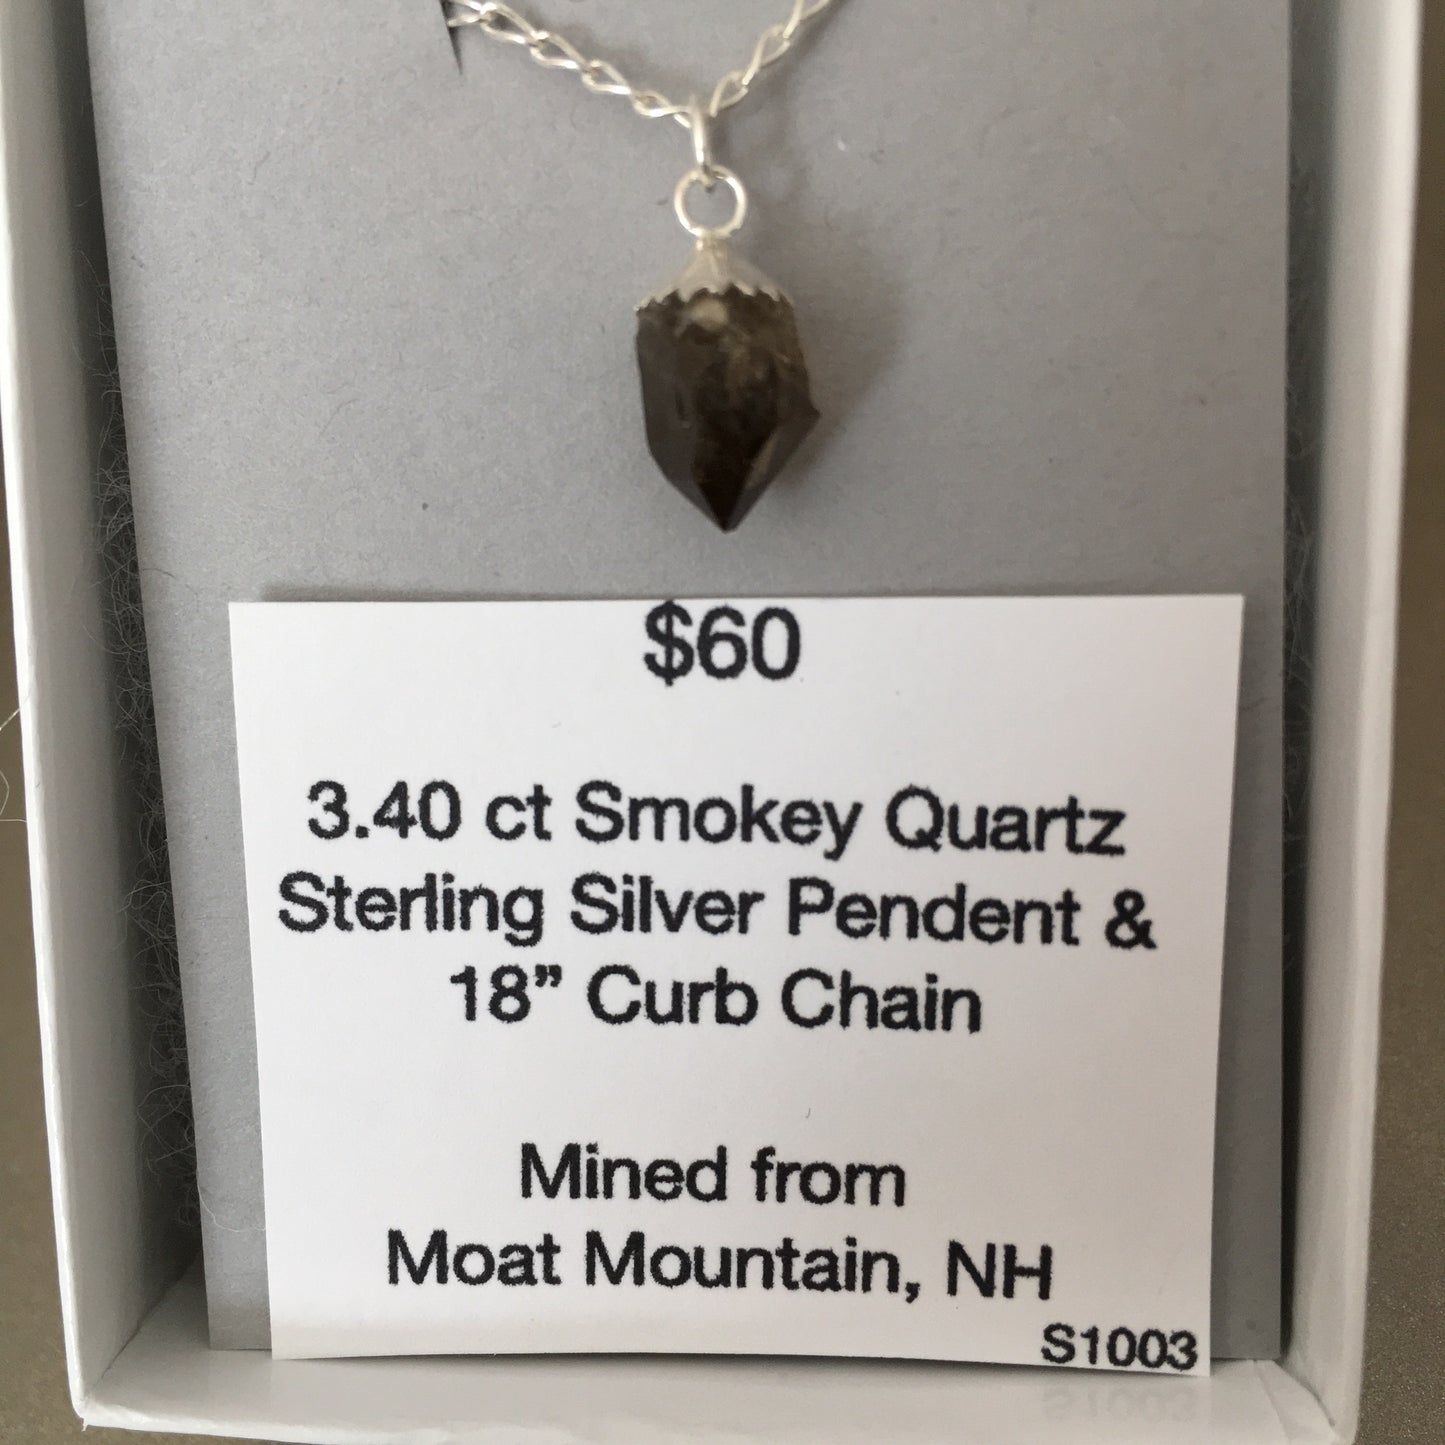 $60
3.40 ct Smokey Quartz
Sterling Silver Pendent &
18” Curb Chain
Mined from
Moat Mountain, NH
S1003